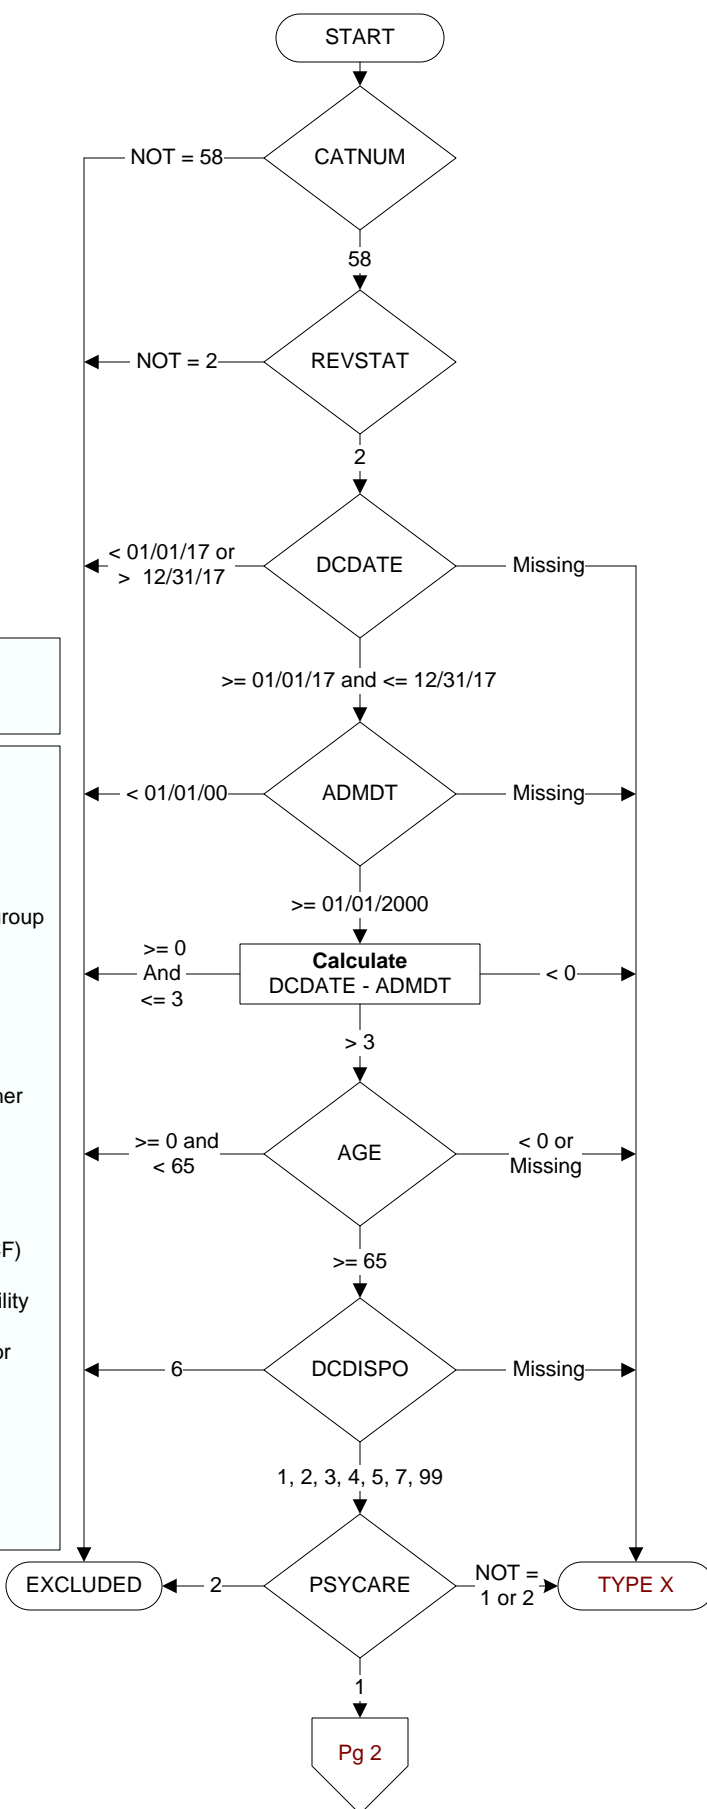 START
CATNUM
NOT = 58
58
REVSTAT
NOT = 2
2
DCDATE
< 01/01/17 or
> 12/31/17
Missing
>= 01/01/17 and <= 12/31/17
ADMDT
< 01/01/00
Missing
>= 01/01/2000
group
>= 0
And
<= 3
Calculate
DCDATE - ADMDT
< 0
> 3
>= 0 and
< 65
AGE
< 0 or
Missing
>= 65
ility
or
6
DCDISPO
Missing
1, 2, 3, 4, 5, 7, 99
EXCLUDED
2
PSYCARE
NOT =
1 or 2
TYPE X
1
Pg 2